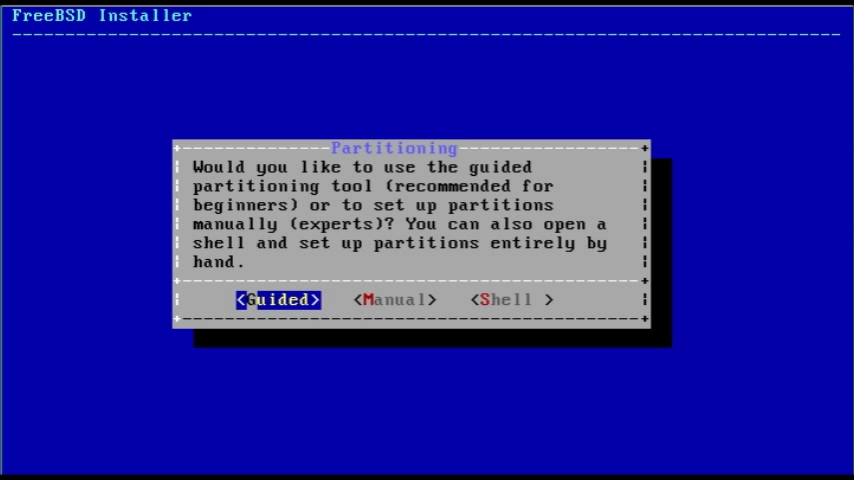 FreeBSD Installer
Partitioning
Would you like to use the guided
partitioning tool (recommended for
beginners) or to set up partitions
manually (experts)? You can also open a
shell and set up partitions entirely by
hand.
<Guided> <Manual> <Shell >